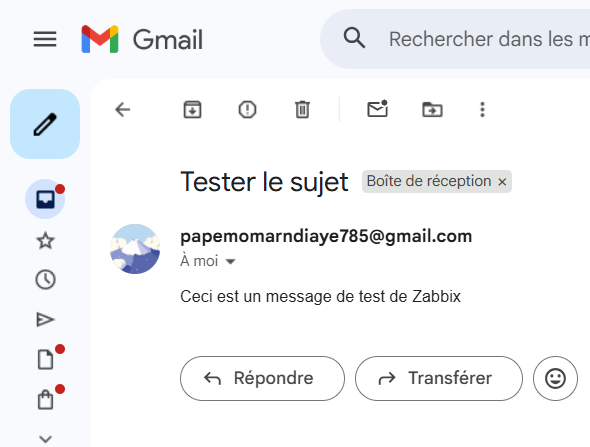 Gmail
Rechercher dans les m
Tester le sujet Boîte de réception ×
papemomarndiaye785@gmail.com
À moi
Ceci est un message de test de Zabbix
Répondre Transférer